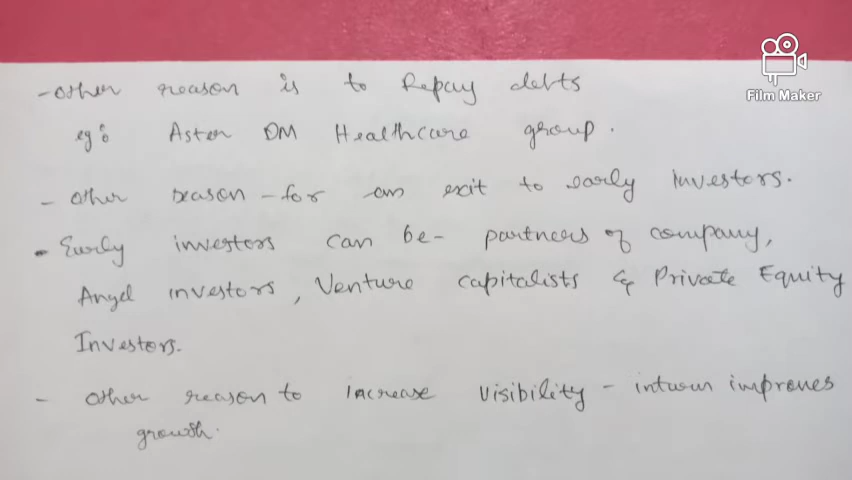 -other reason is to Repay debts
Film Maker
eg: Aster DM Healthcare group.
- other reason - for an exit to early investors.
- Early investors can be- partners of company,
Angel investors, Venture capitalists & Private Equity
Investors.
- other reason to increase visibility - inturn improves
growth.